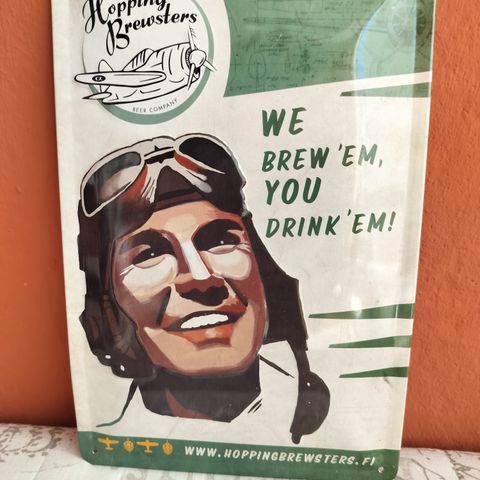 Hopping
Brewsters
BEER COMPANY
WE
BREW 'EM,
YOU
DRINK 'EM!
WWW.HOPPINGBREWSTERS.FI